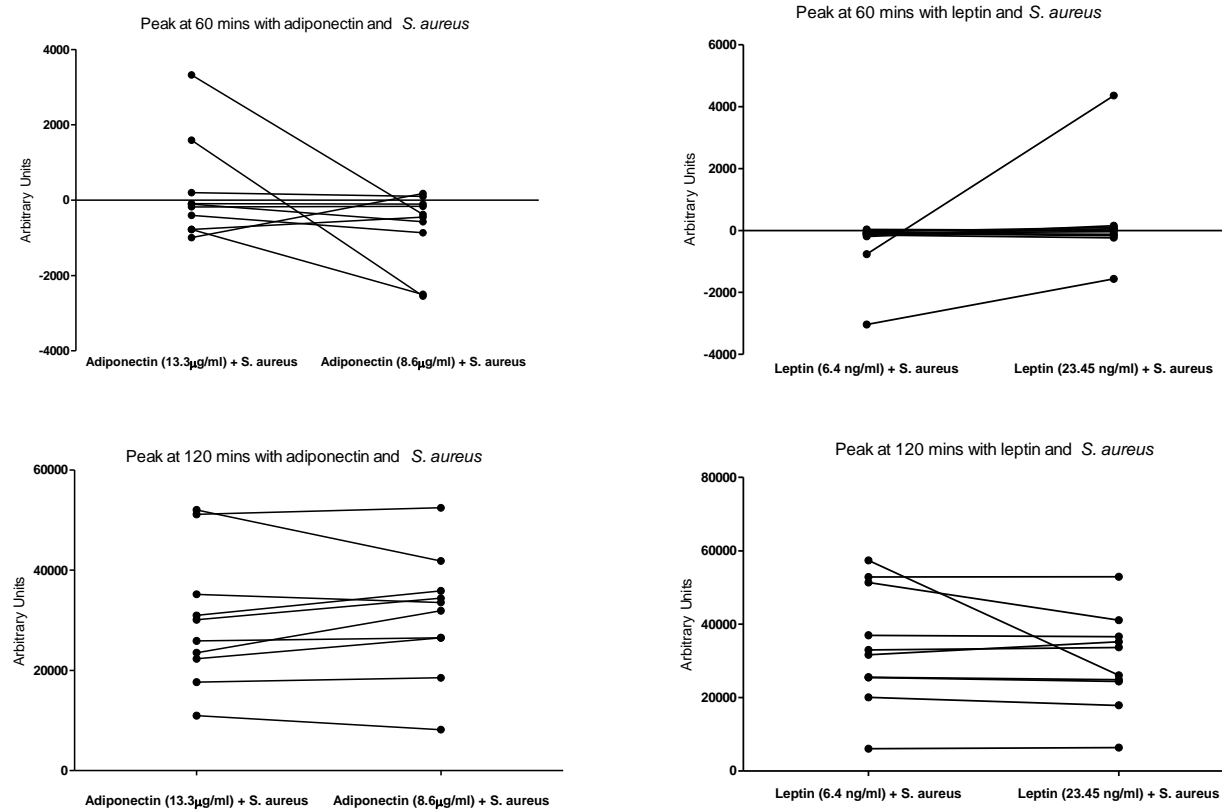 Peak at 60 mins with adiponectin and S. aureus
4000
2000
0
-2000
-4000
Arbitrary Units
Adiponectin (13.3μg/ml) + S. aureus
Adiponectin (8.6μg/ml) + S. aureus
Peak at 60 mins with leptin and S. aureus
6000
4000
2000
0
-2000
-4000
Arbitrary Units
Leptin (6.4 ng/ml) + S. aureus
Leptin (23.45 ng/ml) + S. aureus
Peak at 120 mins with adiponectin and S. aureus
60000
40000
20000
0
Arbitrary Units
Adiponectin (13.3μg/ml) + S. aureus
Adiponectin (8.6μg/ml) + S. aureus
Peak at 120 mins with leptin and S. aureus
80000
60000
40000
20000
0
Arbitrary Units
Leptin (6.4 ng/ml) + S. aureus
Leptin (23.45 ng/ml) + S. aureus